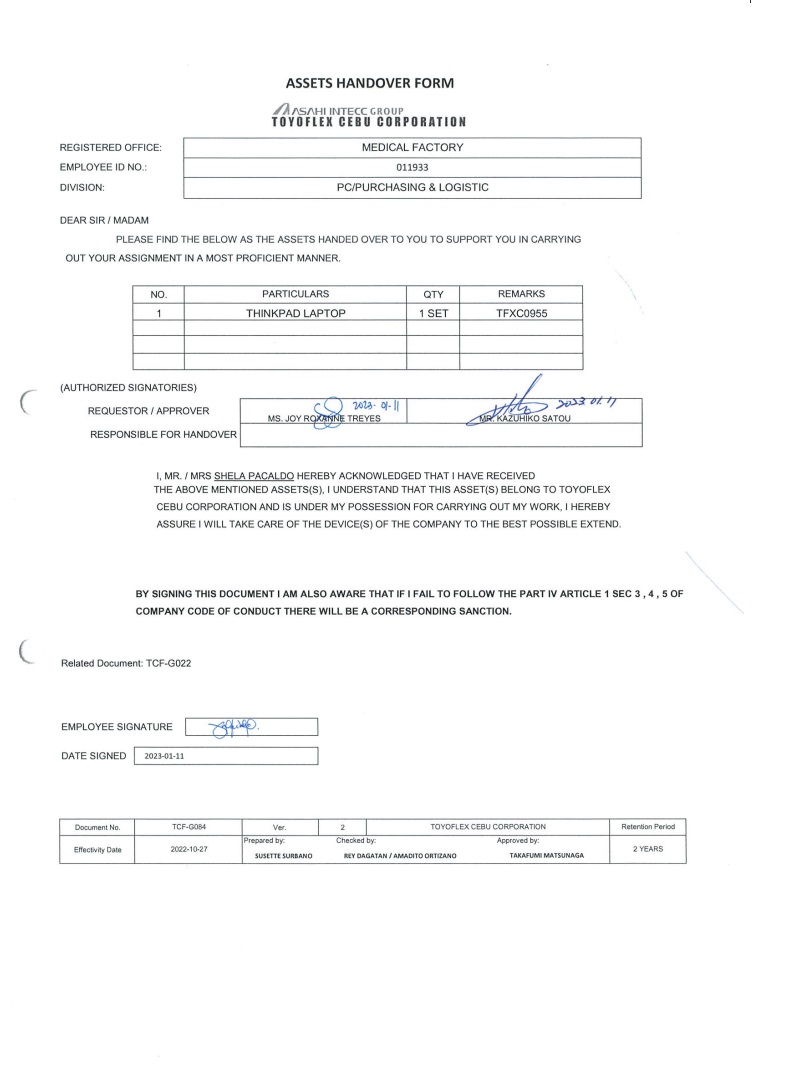 ASSETS HANDOVER FORM
ASAHI INTECC GROUP
TOYOFLEX CEBU CORPORATION
REGISTERED OFFICE: MEDICAL FACTORY
EMPLOYEE ID NO.: 011933
DIVISION: PC/PURCHASING & LOGISTIC
DEAR SIR / MADAM
PLEASE FIND THE BELOW AS THE ASSETS HANDED OVER TO YOU TO SUPPORT YOU IN CARRYING
OUT YOUR ASSIGNMENT IN A MOST PROFICIENT MANNER.
NO. PARTICULARS QTY REMARKS
1 THINKPAD LAPTOP 1 SET TFXC0955
(AUTHORIZED SIGNATORIES)
2023-01-11 2023.01.11
REQUESTOR / APPROVER MS. JOY ROXANNE TREYES MR. KAZUHIKO SATOU
RESPONSIBLE FOR HANDOVER
I, MR. / MRS SHELA PACALDO HEREBY ACKNOWLEDGED THAT I HAVE RECEIVED
THE ABOVE MENTIONED ASSETS(S), I UNDERSTAND THAT THIS ASSET(S) BELONG TO TOYOFLEX
CEBU CORPORATION AND IS UNDER MY POSSESSION FOR CARRYING OUT MY WORK, I HEREBY
ASSURE I WILL TAKE CARE OF THE DEVICE(S) OF THE COMPANY TO THE BEST POSSIBLE EXTEND.
BY SIGNING THIS DOCUMENT I AM ALSO AWARE THAT IF I FAIL TO FOLLOW THE PART IV ARTICLE 1 SEC 3 , 4 , 5 OF
COMPANY CODE OF CONDUCT THERE WILL BE A CORRESPONDING SANCTION.
Related Document: TCF-G022
EMPLOYEE SIGNATURE
DATE SIGNED 2023-01-11
Document No. TCF-G084 Ver. 2 TOYOFLEX CEBU CORPORATION Retention Period
Effectivity Date 2022-10-27 Prepared by: Checked by: Approved by: 2 YEARS
SUSETTE SURBANO REY DAGATAN / AMADITO ORTIZANO TAKAFUMI MATSUNAGA